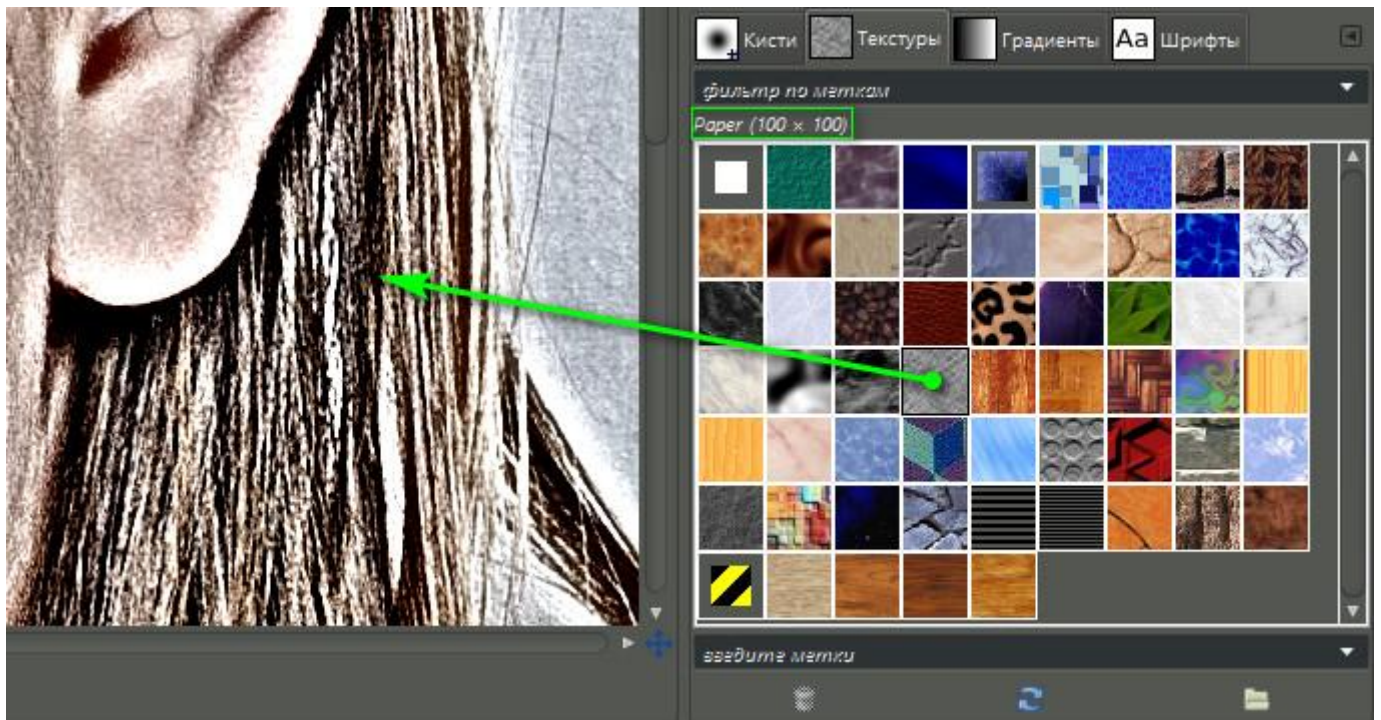 Кисти Текстуры Градиенты Aa Шрифты
фильтр по меткам
Paper (100 × 100)
введите метки